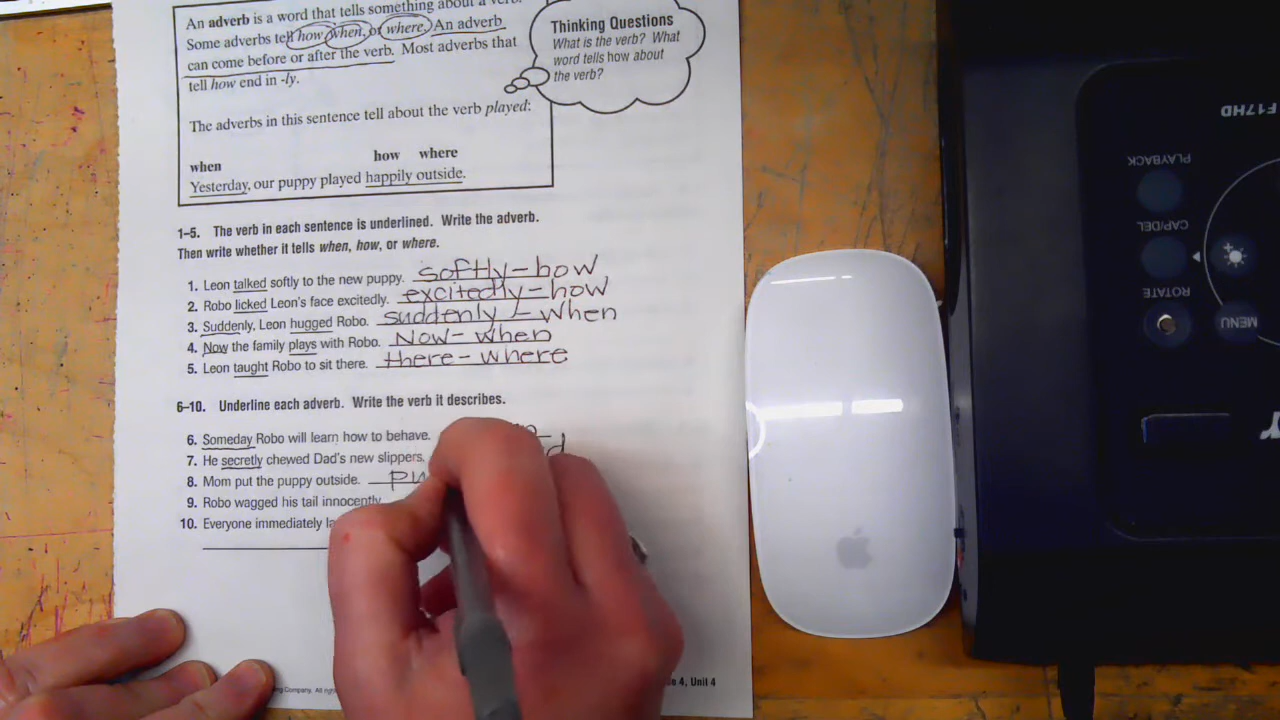 An adverb is a word that tells something about a verb.
Some adverbs tell how, when, or where. An adverb
can come before or after the verb. Most adverbs that
tell how end in -ly.
The adverbs in this sentence tell about the verb played:
when how where
Yesterday, our puppy played happily outside.
Thinking Questions
What is the verb? What
word tells how about
the verb?
1–5. The verb in each sentence is underlined. Write the adverb.
Then write whether it tells when, how, or where.
1. Leon talked softly to the new puppy. softly-how
2. Robo licked Leon's face excitedly. excitedly-how
3. Suddenly, Leon hugged Robo. suddenly - When
4. Now the family plays with Robo. Now- when
5. Leon taught Robo to sit there. there- where
6–10. Underline each adverb. Write the verb it describes.
6. Someday Robo will learn how to behave.
7. He secretly chewed Dad's new slippers.
8. Mom put the puppy outside. pu
9. Robo wagged his tail innocently
10. Everyone immediately
Company. All
4, Unit 4
F17HD
PLAYBACK
CAP/DEL
ROTATE
MENU